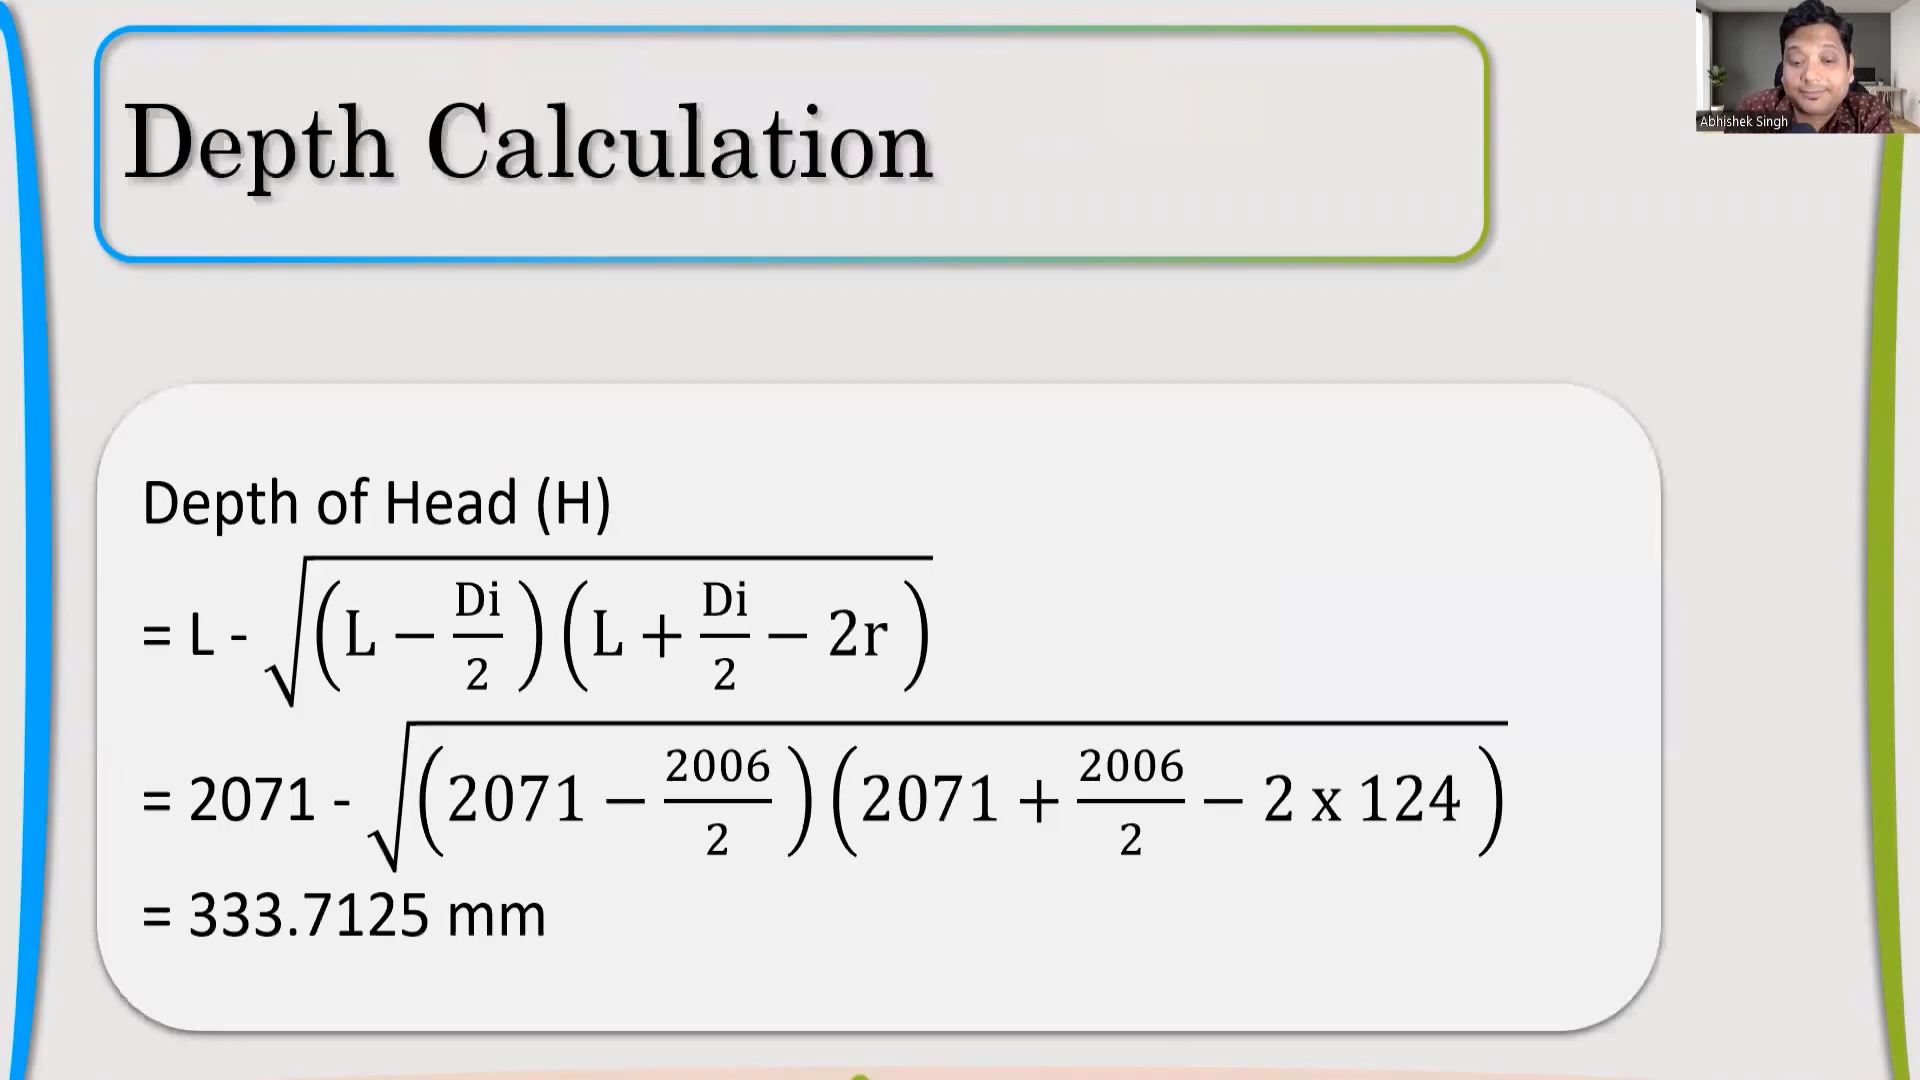 Depth Calculation
Abhishek Singh
Depth of Head (H)
= L - √((L − Di/2)(L + Di/2 − 2r))
= 2071 - √((2071 − 2006/2)(2071 + 2006/2 − 2 x 124))
= 333.7125 mm